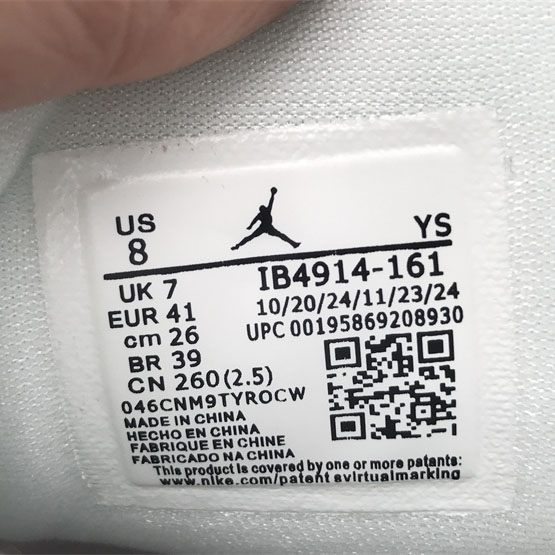 US YS
8
UK 7 IB4914-161
EUR 41 10/20/24/11/23/24
cm 26 UPC 00195869208930
BR 39
CN 260(2.5)
046CNM9TYROCW
MADE IN CHINA
HECHO EN CHINA
FABRIQUE EN CHINE
FABRICADO NA CHINA
This product is covered by one or more patants:
www.nike.com/patent svirtualmarking